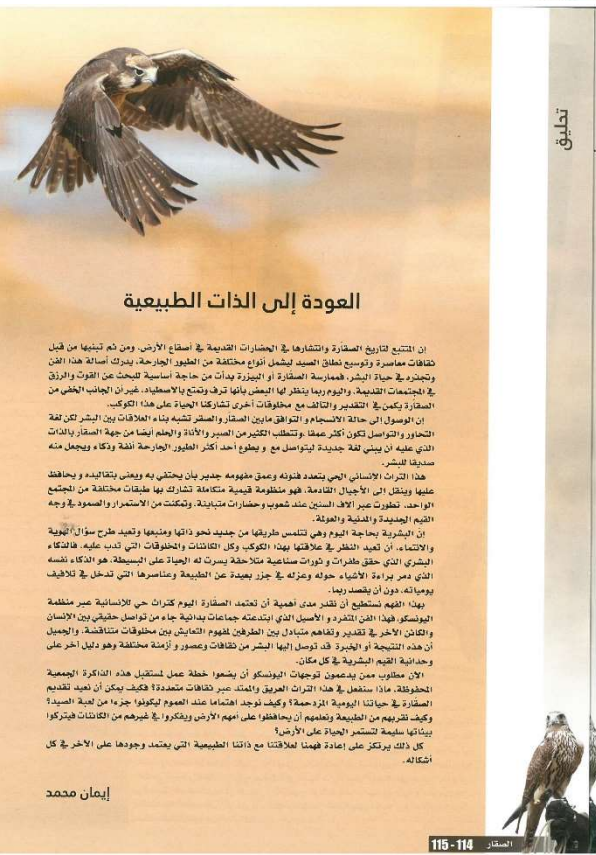 تحليق
العودة إلى الذات الطبيعية
إن المتتبع لتاريخ الصقارة وانتشارها في الحضارات القديمة في أصقاع الأرض، ومن ثم تبنيها من قبل
ثقافات معاصرة وتوسيع نطاق الصيد ليشمل أنواع مختلفة من الطيور الجارحة، يدرك أصالة هذا الفن
وتجذره في حياة البشر، فممارسة الصقارة أو البيزرة بدأت من حاجة أساسية للبحث عن القوت والرزق
في المجتمعات القديمة. واليوم ربما ينظر لها البعض بأنها ترف وتمتع بالاصطياد، غير أن الجانب الخفي من
الصقارة يكمن في التقدير والتآلف مع مخلوقات أخرى تشاركنا الحياة على هذا الكوكب.
إن الوصول إلى حالة الانسجام و التوافق مابين الصقار والصقر تشبه بناء العلاقات بين البشر لكن لغة
التحاور والتواصل تكون أكثر عمقا .وتتطلب الكثير من الصبر والأناة والحلم أيضا من جهة الصقار بالذات
الذي عليه أن يبني لغة جديدة ليتواصل مع و يطوع أحد أكثر الطيور الجارحة أنفة وذكاء ويجعل منه
صديقا للبشر.
هذا التراث الإنساني الحي بتعدد فنونه وعمق مفهومه جدير بأن يحتفي به ويعنى بتقاليده و يحافظ
عليها وينقل إلى الأجيال القادمة، فهو منظومة قيمية متكاملة تشارك بها طبقات مختلفة من المجتمع
الواحد. تطورت عبر آلاف السنين عند شعوب وحضارات متباينة، وتمكنت من الاستمرار والصمود في وجه
القيم الجديدة والمدنية والعولمة.
إن البشرية بحاجة اليوم وهي تتلمس طريقها من جديد نحو ذاتها ومنبعها وتعيد طرح سؤال الهوية
والانتماء، أن تعيد النظر في علاقتها بهذا الكوكب وكل الكائنات والمخلوقات التي تدب عليه. فالذكاء
البشري الذي حقق طفرات و ثورات صناعية متلاحقة يسرت له الحياة على البسيطة، هو الذكاء نفسه
الذي دمر براءة الأشياء حوله وعزله في جزر بعيدة عن الطبيعة وعناصرها التي تدخل في تلافيف
يومياته، دون أن يقصد ربما.
بهذا الفهم نستطيع أن نقدر مدى أهمية أن تعتمد الصقارة اليوم كتراث حي للإنسانية عبر منظمة
اليونسكو، فهذا الفن المتفرد و الأصيل الذي ابتدعته جماعات بدائية جاء من تواصل حقيقي بين الإنسان
والكائن الآخر في تقدير وتفاهم متبادل بين الطرفين لمفهوم التعايش بين مخلوقات متناقضة، والجميل
أن هذه النتيجة أو الخبرة قد توصل إليها البشر من ثقافات وعصور و أزمنة مختلفة وهو دليل آخر على
وحدانية القيم البشرية في كل مكان.
الآن مطلوب ممن يدعمون توجهات اليونسكو أن يضعوا خطة عمل لمستقبل هذه الذاكرة الجمعية
المحفوظة. ماذا سنفعل في هذا التراث العريق والممتد عبر ثقافات متعددة؟ فكيف يمكن أن نعيد تقديم
الصقارة في حياتنا اليومية المزدحمة؟ وكيف نوجد اهتماما عند العموم ليكونوا جزءا من لعبة الصيد؟
وكيف نقربهم من الطبيعة ونعلمهم أن يحافظوا على أمهم الأرض ويفكروا في غيرهم من الكائنات فيتركوا
بيئاتها سليمة لتستمر الحياة على الأرض؟
كل ذلك يرتكز على إعادة فهمنا لعلاقتنا مع ذاتنا الطبيعية التي يعتمد وجودها على الآخر في كل
أشكاله.
إيمان محمد
الصقار 114 - 115